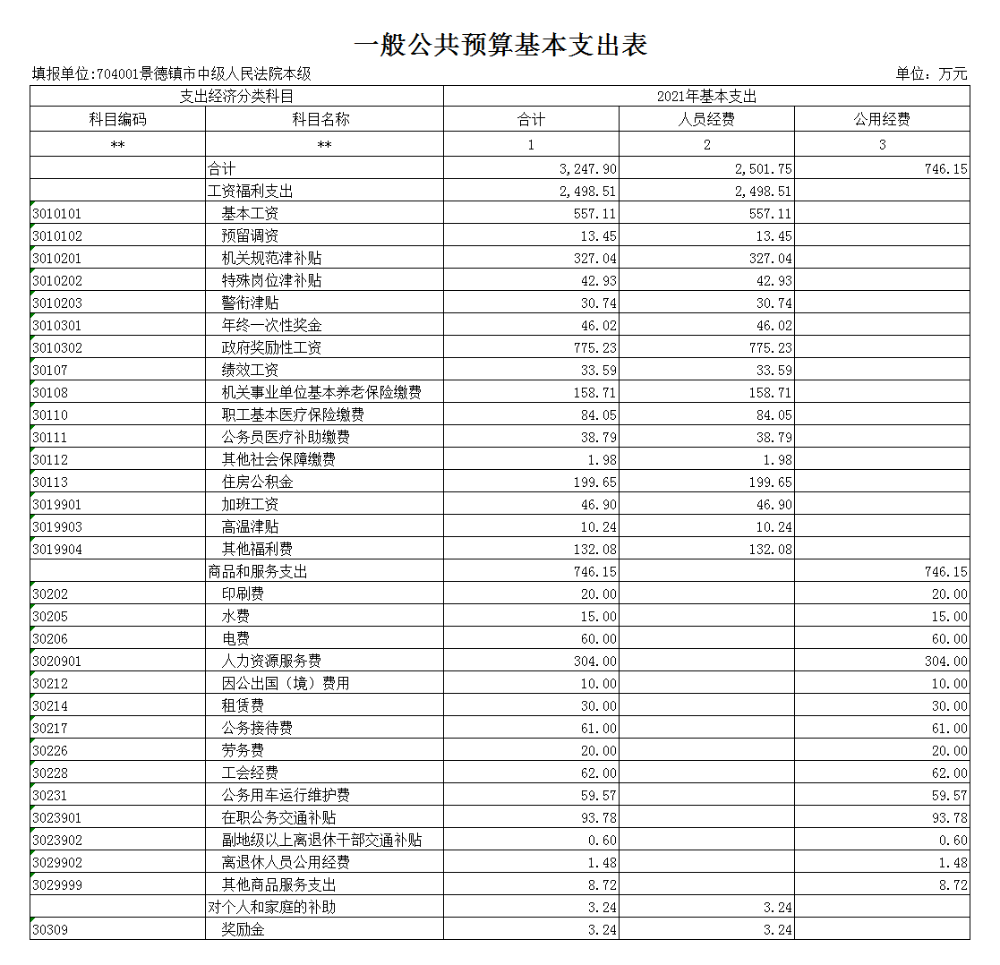 一般公共预算基本支出表
填报单位:704001景德镇市中级人民法院本级 单位：万元
支出经济分类科目 2021年基本支出
科目编码 科目名称 合计 人员经费 公用经费
** ** 1 2 3
合计 3,247.90 2,501.75 746.15
工资福利支出 2,498.51 2,498.51
3010101 基本工资 557.11 557.11
3010102 预留调资 13.45 13.45
3010201 机关规范津补贴 327.04 327.04
3010202 特殊岗位津补贴 42.93 42.93
3010203 警衔津贴 30.74 30.74
3010301 年终一次性奖金 46.02 46.02
3010302 政府奖励性工资 775.23 775.23
30107 绩效工资 33.59 33.59
30108 机关事业单位基本养老保险缴费 158.71 158.71
30110 职工基本医疗保险缴费 84.05 84.05
30111 公务员医疗补助缴费 38.79 38.79
30112 其他社会保障缴费 1.98 1.98
30113 住房公积金 199.65 199.65
3019901 加班工资 46.90 46.90
3019903 高温津贴 10.24 10.24
3019904 其他福利费 132.08 132.08
商品和服务支出 746.15 746.15
30202 印刷费 20.00 20.00
30205 水费 15.00 15.00
30206 电费 60.00 60.00
3020901 人力资源服务费 304.00 304.00
30212 因公出国（境）费用 10.00 10.00
30214 租赁费 30.00 30.00
30217 公务接待费 61.00 61.00
30226 劳务费 20.00 20.00
30228 工会经费 62.00 62.00
30231 公务用车运行维护费 59.57 59.57
3023901 在职公务交通补贴 93.78 93.78
3023902 副地级以上离退休干部交通补贴 0.60 0.60
3029902 离退休人员公用经费 1.48 1.48
3029999 其他商品服务支出 8.72 8.72
对个人和家庭的补助 3.24 3.24
30309 奖励金 3.24 3.24